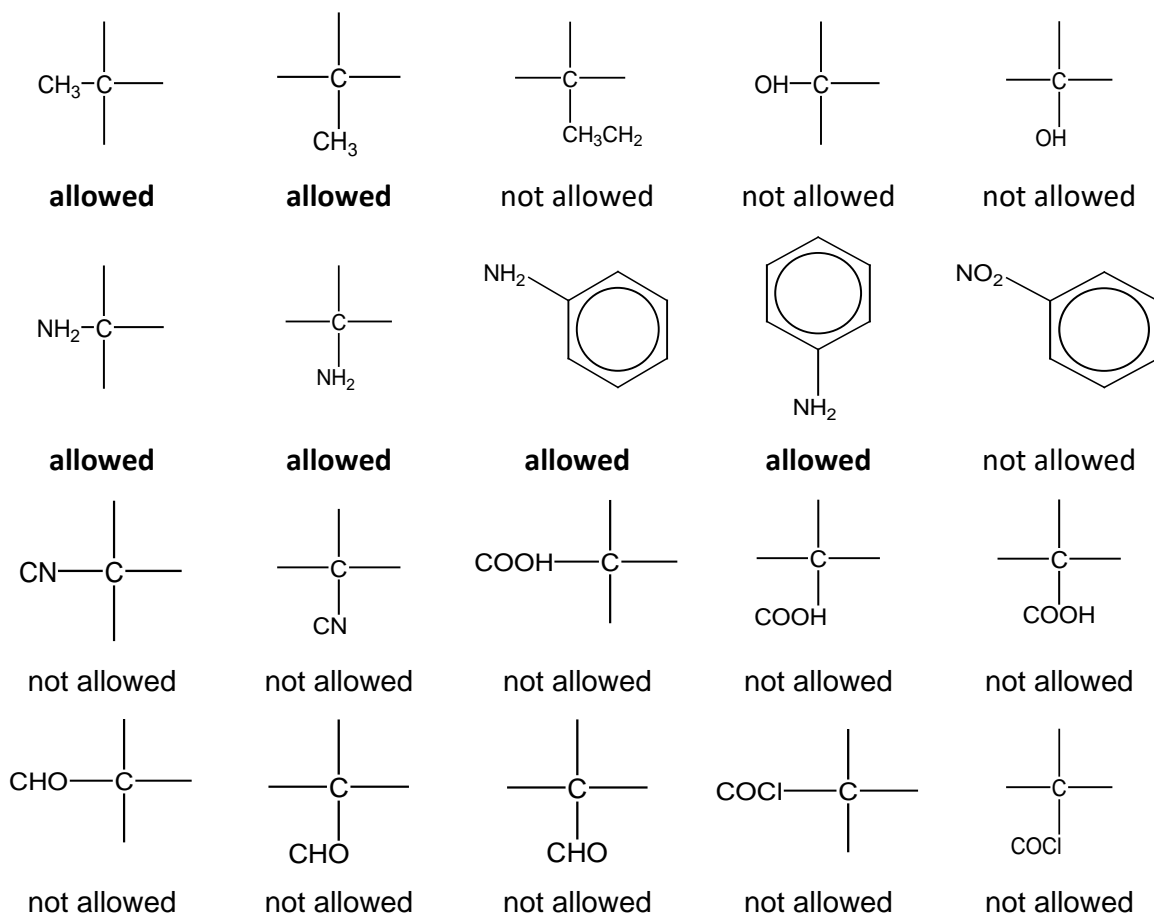 CH₃ C C CH₃ C CH₃CH₂ OH C C OH
allowed allowed not allowed not allowed not allowed
NH₂ C C NH₂ NH₂ NH₂ NO₂
allowed allowed allowed allowed not allowed
CN C C CN COOH C C COOH C COOH
not allowed not allowed not allowed not allowed not allowed
CHO C C CHO C CHO COCl C C COCl
not allowed not allowed not allowed not allowed not allowed